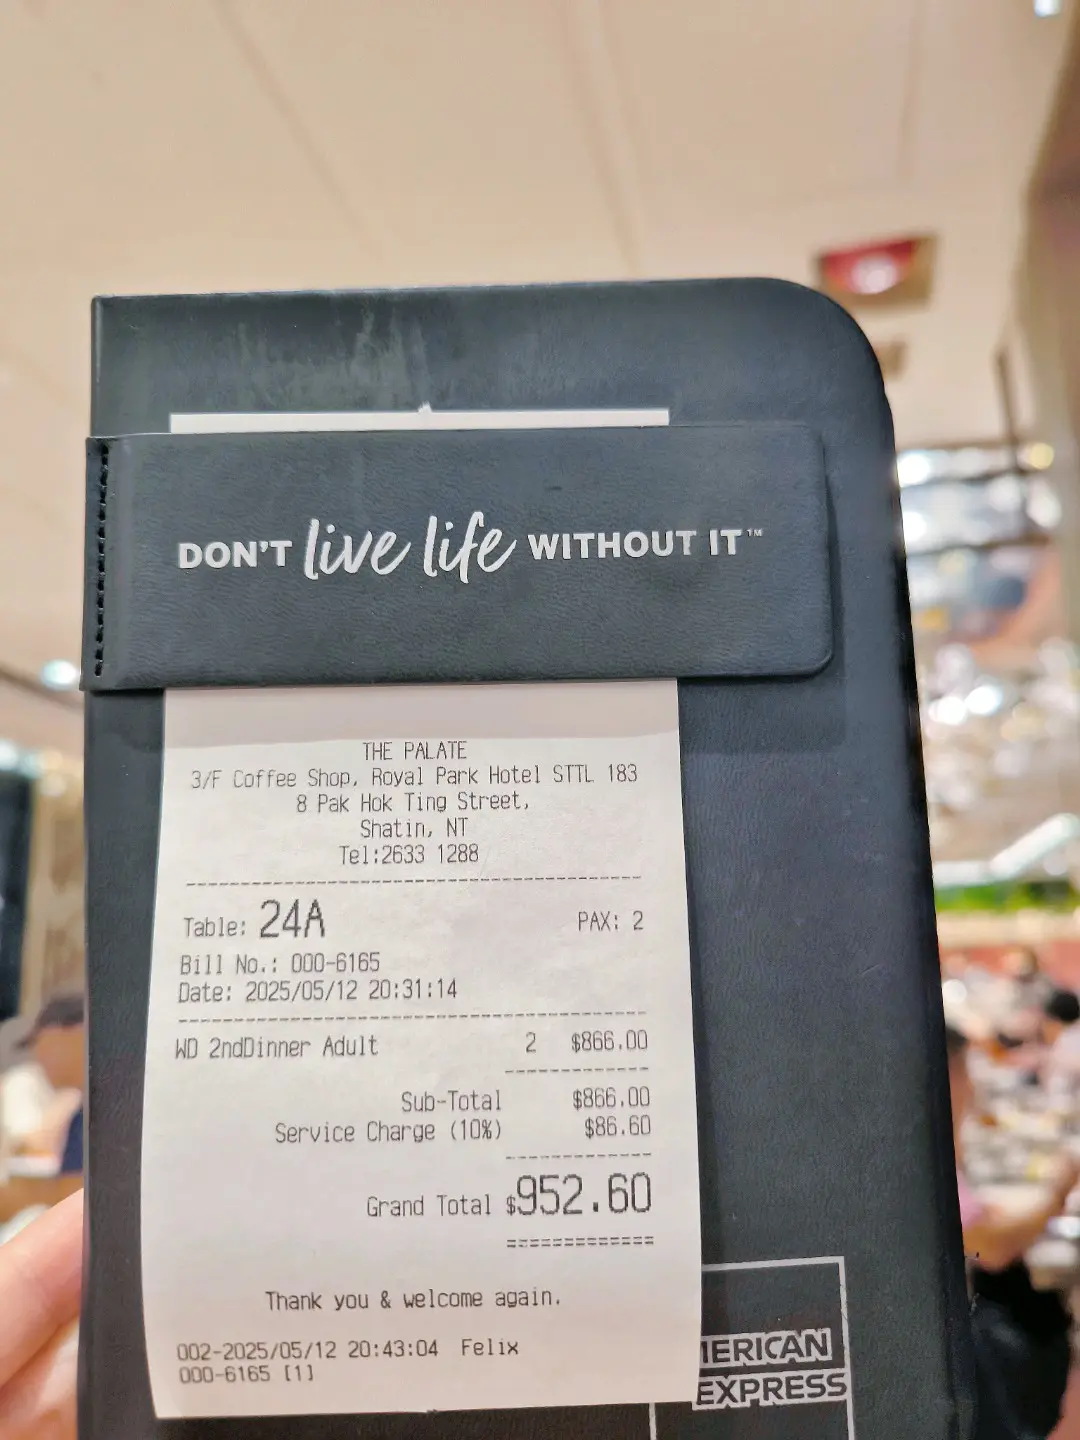 DON'T live life WITHOUT IT™
THE PALATE
3/F Coffee Shop, Royal Park Hotel STTL 183
8 Pak Hok Ting Street,
Shatin, NT
Tel:2633 1288
Table: 24A PAX: 2
Bill No.: 000-6165
Date: 2025/05/12 20:31:14
WD 2ndDinner Adult 2 $866.00
Sub-Total $866.00
Service Charge (10%) $86.60
Grand Total $952.60
Thank you & welcome again.
002-2025/05/12 20:43:04 Felix
000-6165 [1]
MERICAN
EXPRESS